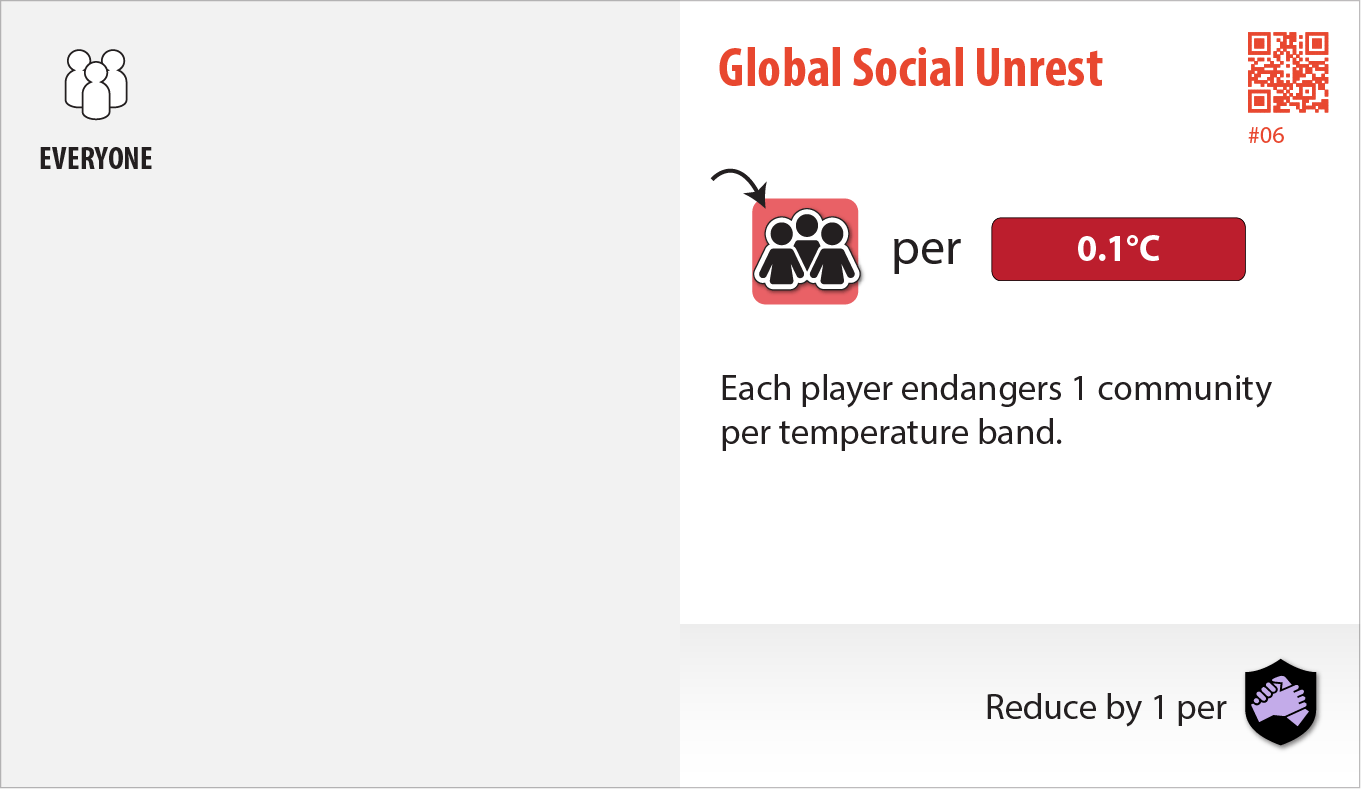 EVERYONE
Global Social Unrest
#06
per
0.1°C
Each player endangers 1 community
per temperature band.
Reduce by 1 per